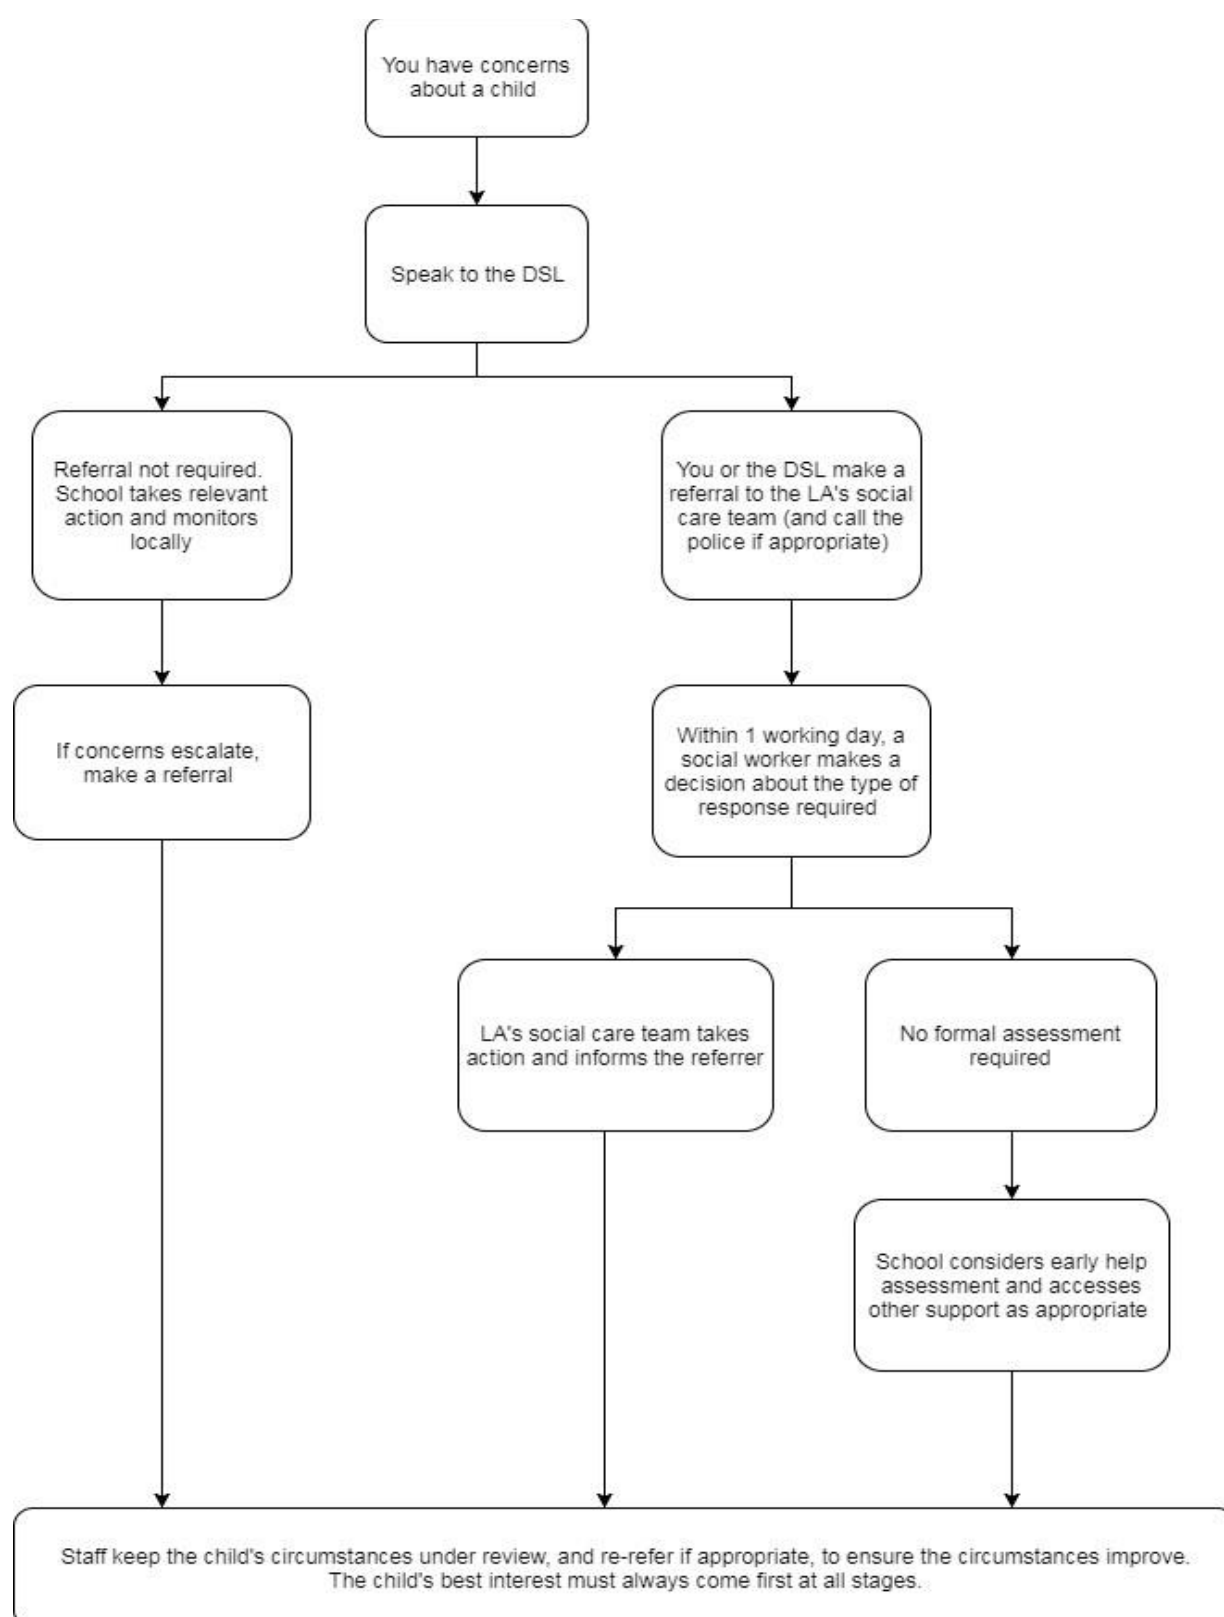 You have concerns
about a child
Speak to the DSL
Referral not required.
School takes relevant
action and monitors
locally
You or the DSL make a
referral to the LA's social
care team (and call the
police if appropriate)
If concerns escalate,
make a referral
Within 1 working day, a
social worker makes a
decision about the type of
response required
LA's social care team takes
action and informs the referrer
No formal assessment
required
School considers early help
assessment and accesses
other support as appropriate
Staff keep the child's circumstances under review, and re-refer if appropriate, to ensure the circumstances improve.
The child's best interest must always come first at all stages.